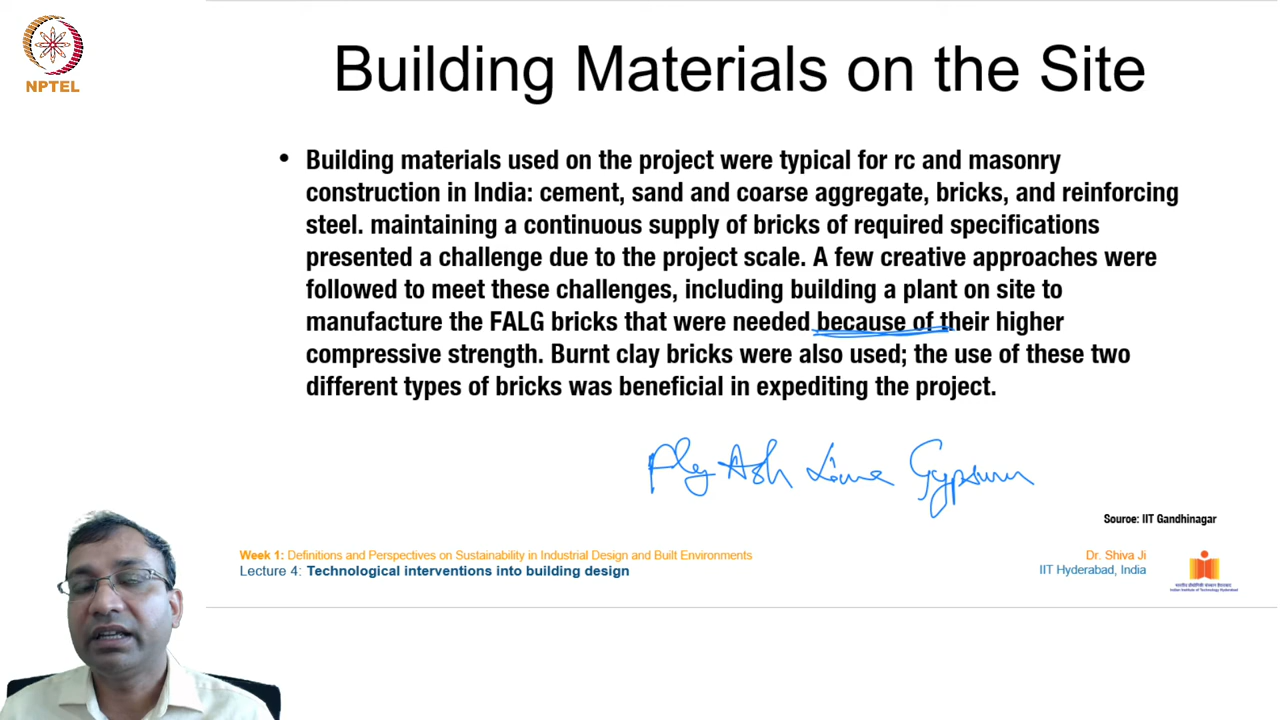 NPTEL
Building Materials on the Site
• Building materials used on the project were typical for rc and masonry
construction in India: cement, sand and coarse aggregate, bricks, and reinforcing
steel. maintaining a continuous supply of bricks of required specifications
presented a challenge due to the project scale. A few creative approaches were
followed to meet these challenges, including building a plant on site to
manufacture the FALG bricks that were needed because of their higher
compressive strength. Burnt clay bricks were also used; the use of these two
different types of bricks was beneficial in expediting the project.
Fly Ash Lime Gypsum
Source: IIT Gandhinagar
Week 1: Definitions and Perspectives on Sustainability in Industrial Design and Built Environments
Lecture 4: Technological interventions into building design
Dr. Shiva Ji
IIT Hyderabad, India